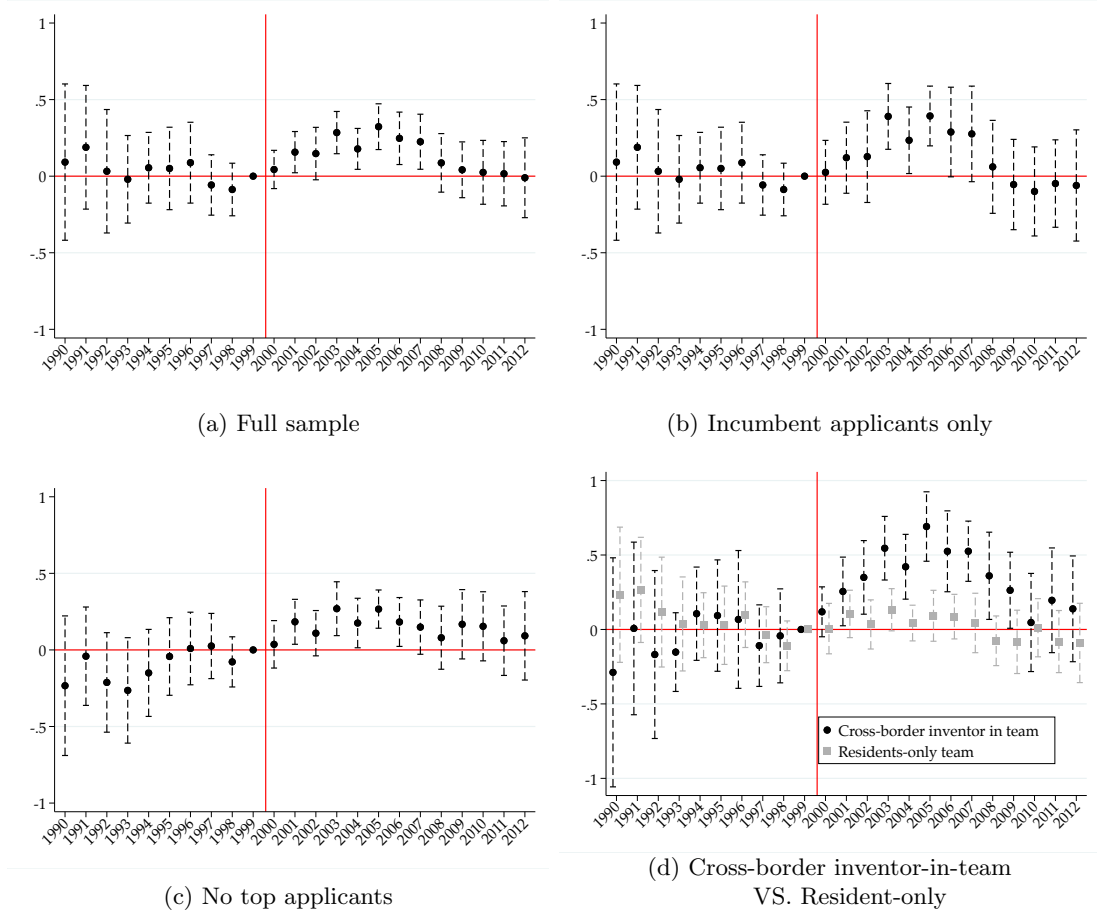 1
.5
0
-.5
-1
1990 1991 1992 1993 1994 1995 1996 1997 1998 1999 2000 2001 2002 2003 2004 2005 2006 2007 2008 2009 2010 2011 2012
(a) Full sample
1
.5
0
-.5
-1
1990 1991 1992 1993 1994 1995 1996 1997 1998 1999 2000 2001 2002 2003 2004 2005 2006 2007 2008 2009 2010 2011 2012
(b) Incumbent applicants only
1
.5
0
-.5
-1
1990 1991 1992 1993 1994 1995 1996 1997 1998 1999 2000 2001 2002 2003 2004 2005 2006 2007 2008 2009 2010 2011 2012
(c) No top applicants
1
.5
0
-.5
-1
Cross-border inventor in team
Residents-only team
1990 1991 1992 1993 1994 1995 1996 1997 1998 1999 2000 2001 2002 2003 2004 2005 2006 2007 2008 2009 2010 2011 2012
(d) Cross-border inventor-in-team
VS. Resident-only